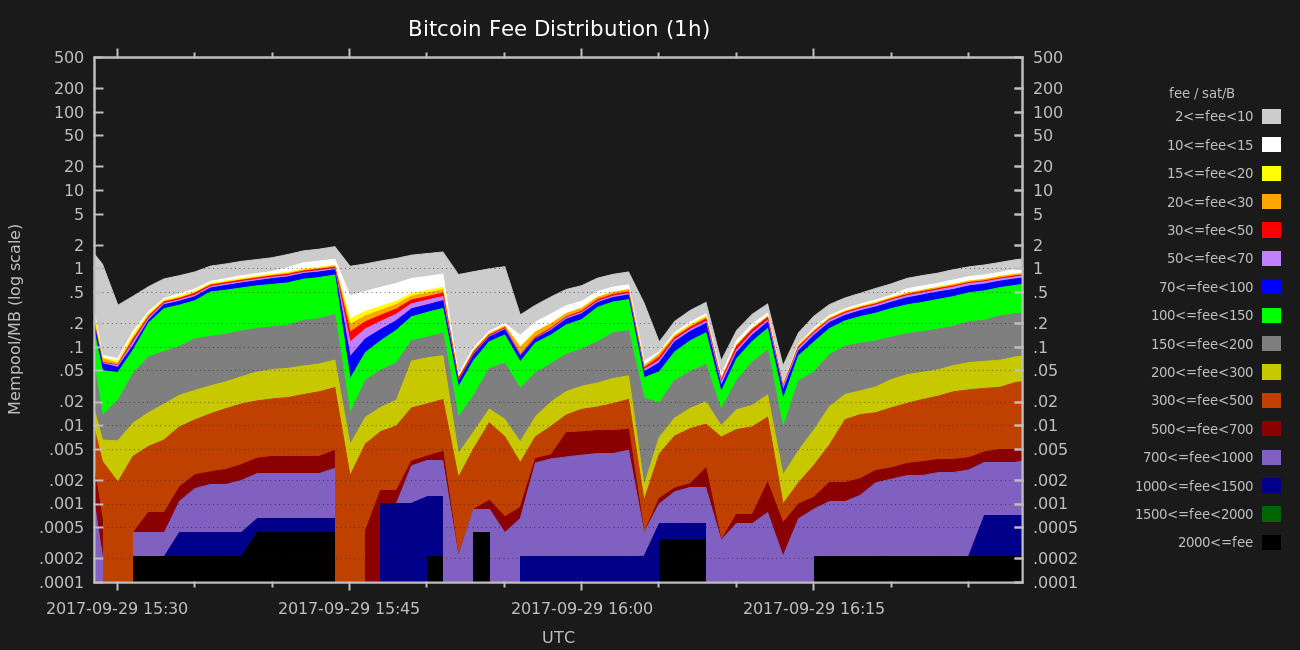 Bitcoin Fee Distribution (1h)
500 500
200 200
100 100
50 50
20 20
10 10
5 5
2 2
1 1
.5 .5
.2 .2
.1 .1
.05 .05
.02 .02
.01 .01
.005 .005
.002 .002
.001 .001
.0005 .0005
.0002 .0002
.0001 .0001
Mempool/MB (log scale)
2017-09-29 15:30 2017-09-29 15:45 2017-09-29 16:00 2017-09-29 16:15
UTC
fee / sat/B
2<=fee<10
10<=fee<15
15<=fee<20
20<=fee<30
30<=fee<50
50<=fee<70
70<=fee<100
100<=fee<150
150<=fee<200
200<=fee<300
300<=fee<500
500<=fee<700
700<=fee<1000
1000<=fee<1500
1500<=fee<2000
2000<=fee